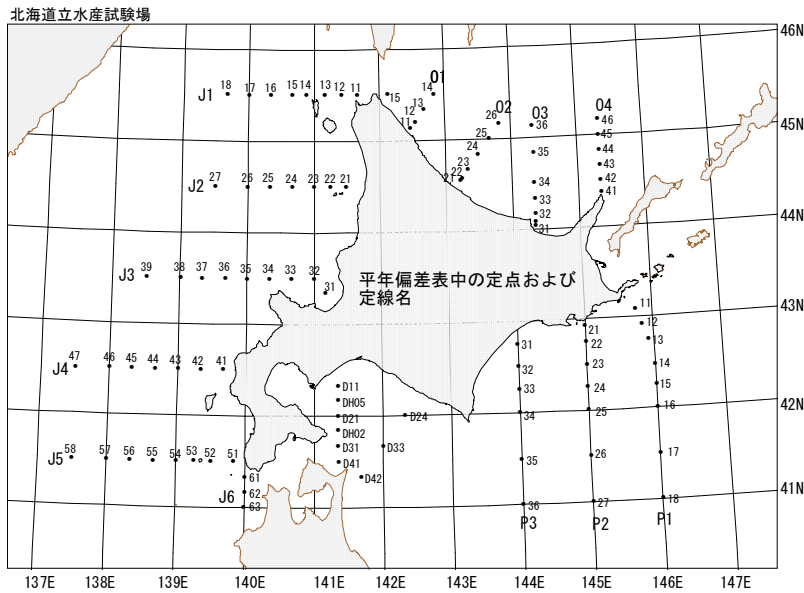 北海道立水産試験場
46N
O1
J1 18 17 16 15 14 13 12 11
15 12 11 13 14
O2
26 25 24 23 22 21
O3
36 35 34 33 32 31
O4
46 45 44 43 42 41
45N
J2 27 26 25 24 23 22 21
44N
J3 39 38 37 36 35 34 33 32 31
平年偏差表中の定点および
定線名
43N
J4 47 46 45 44 43 42 41
11 12 13 14 15 16 17 18
21 22 23 24 25 26 27
31 32 33 34 35 36
D11
DH05
D21
D24
DH02
D31
D33
D41
D42
42N
J5 58 57 56 55 54 53 52 51
J6 61 62 63
41N
P3 P2 P1
137E 138E 139E 140E 141E 142E 143E 144E 145E 146E 147E